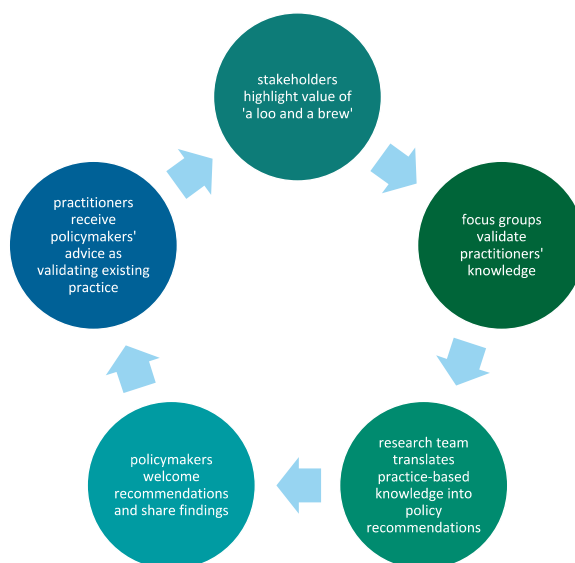 stakeholders
highlight value of
'a loo and a brew'
focus groups
validate
practitioners'
knowledge
research team
translates
practice-based
knowledge into
policy
recommendations
policymakers
welcome
recommendations
and share findings
practitioners
receive
policymakers'
advice as
validating existing
practice